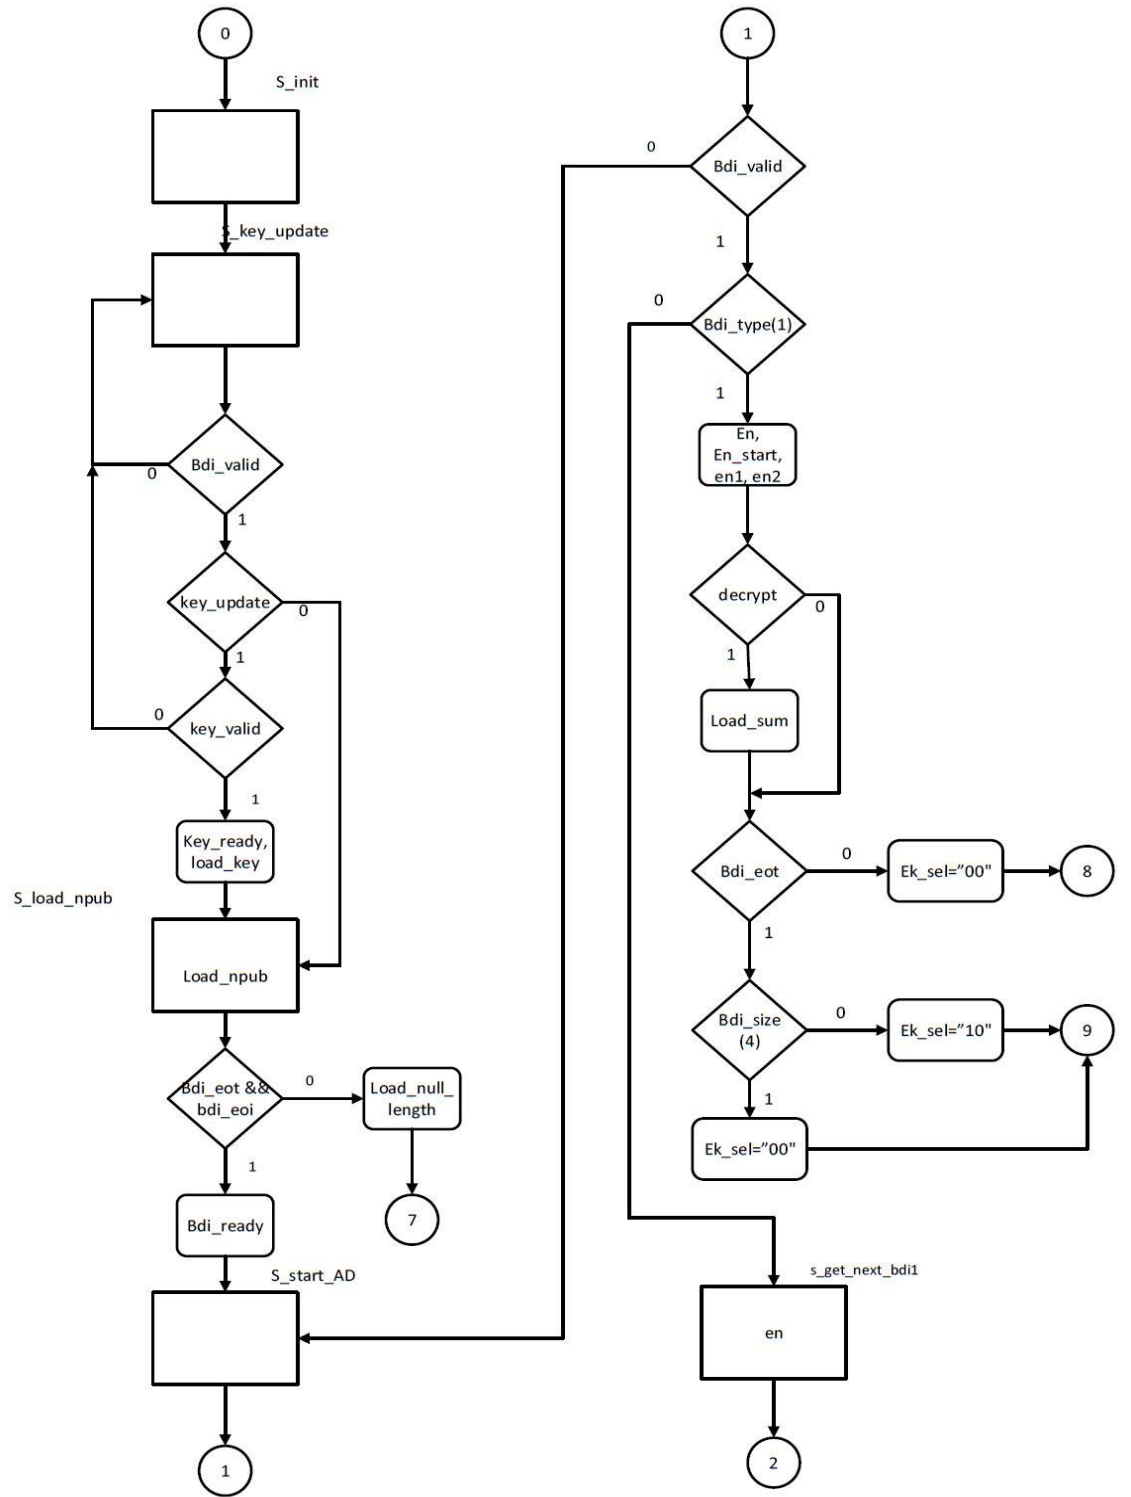 0
S_init
S_key_update
Bdi_valid
0
1
key_update
0
1
key_valid
0
1
Key_ready,
load_key
S_load_npub
Load_npub
Bdi_eot &&
bdi_eoi
0
Load_null_
length
7
1
Bdi_ready
S_start_AD
1
1
Bdi_valid
0
1
Bdi_type(1)
0
1
En,
En_start,
en1, en2
decrypt
0
1
Load_sum
Bdi_eot
0
Ek_sel=”00"
8
1
Bdi_size
(4)
0
Ek_sel=”10"
9
1
Ek_sel=”00"
s_get_next_bdi1
en
2